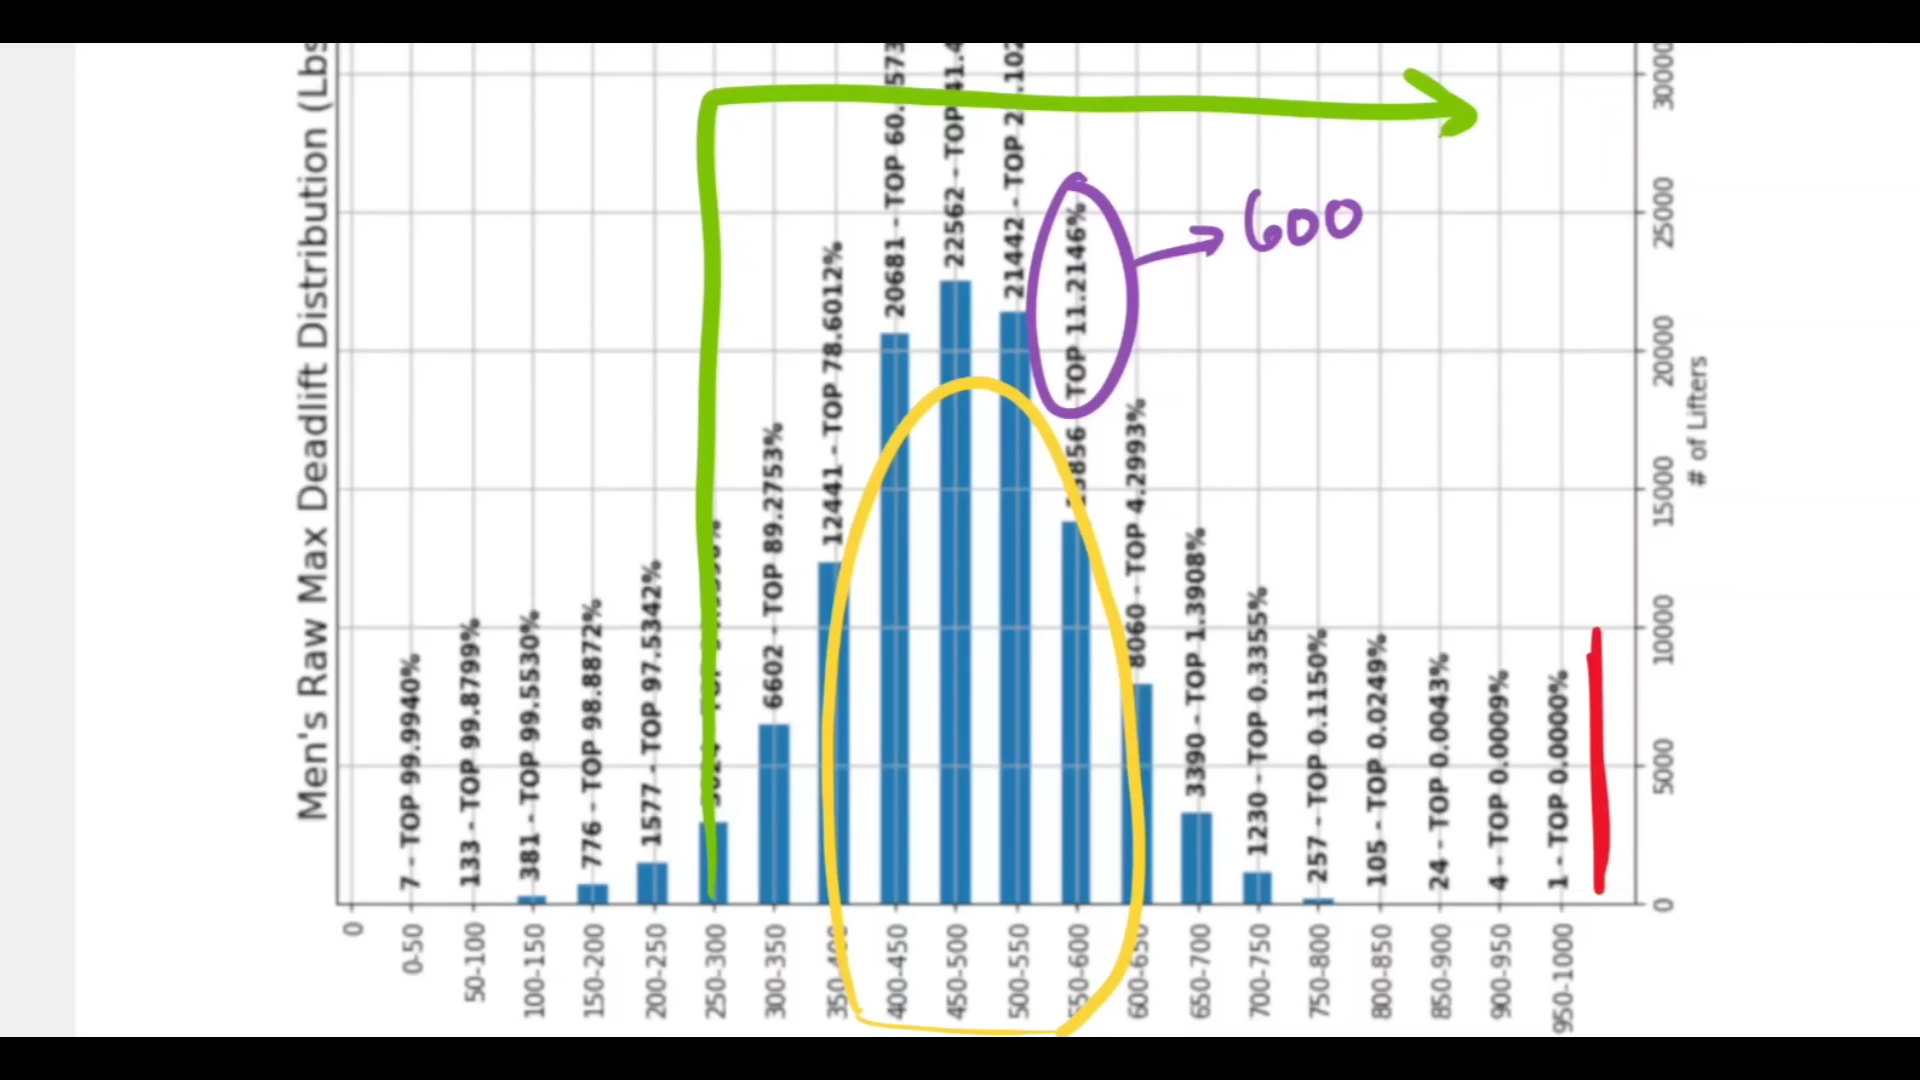 Men's Raw Max Deadlift Distribution (Lbs
7 - TOP 99.9940%
133 - TOP 99.8799%
381 - TOP 99.5530%
776 - TOP 98.8872%
1577 - TOP 97.5342%
6602 - TOP 89.2753%
12441 - TOP 78.6012%
20681 - TOP 60.
22562 - TOP 41.4
21442 - TOP
TOP 11.2146%
8060 - TOP 4.2993%
3390 - TOP 1.3908%
1230 - TOP 0.3355%
257 - TOP 0.1150%
105 - TOP 0.0249%
24 - TOP 0.0043%
4 - TOP 0.0009%
1 - TOP 0.0000%
600
30000
25000
20000
15000
10000
5000
0
# of Lifters
0
0-50
50-100
100-150
150-200
200-250
250-300
300-350
350-400
400-450
450-500
500-550
550-600
600-650
650-700
700-750
750-800
800-850
850-900
900-950
950-1000